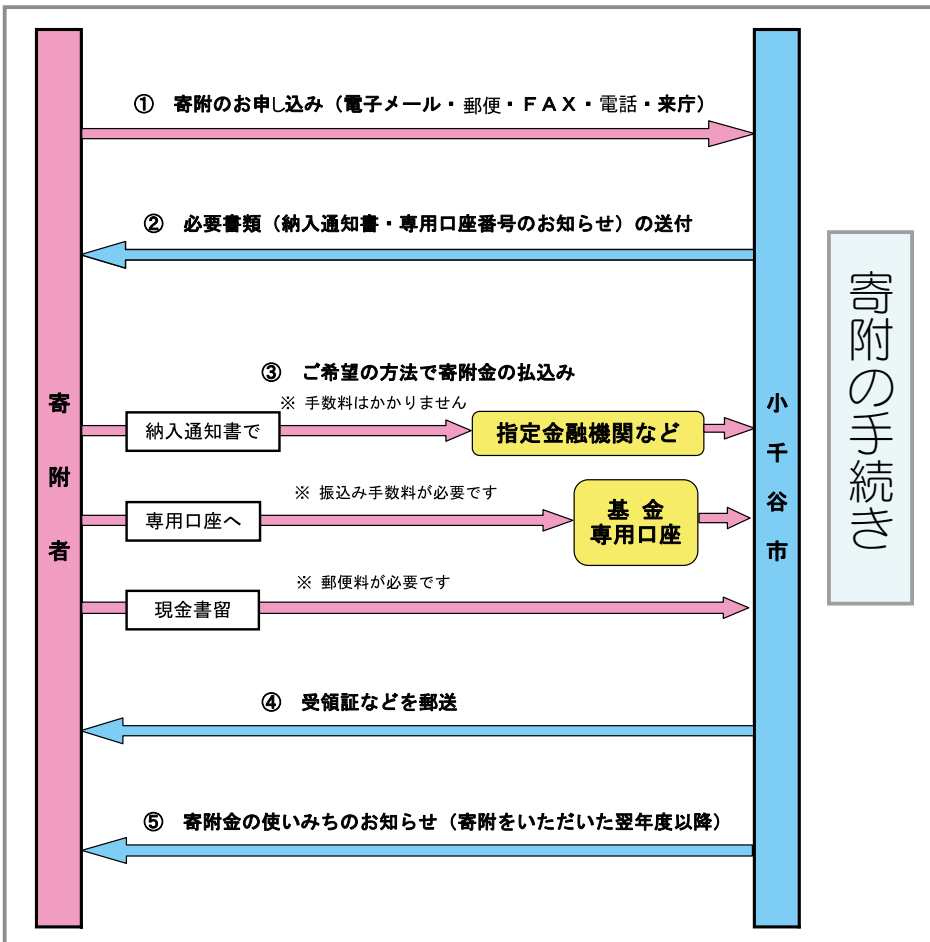 ① 寄附のお申し込み（電子メール・郵便・ＦＡＸ・電話・来庁）
② 必要書類（納入通知書・専用口座番号のお知らせ）の送付
③ ご希望の方法で寄附金の払込み
※ 手数料はかかりません
納入通知書で
指定金融機関など
※ 振込み手数料が必要です
専用口座へ
基 金
専用口座
※ 郵便料が必要です
現金書留
④ 受領証などを郵送
⑤ 寄附金の使いみちのお知らせ（寄附をいただいた翌年度以降）
寄附者
小千谷市
寄附の手続き